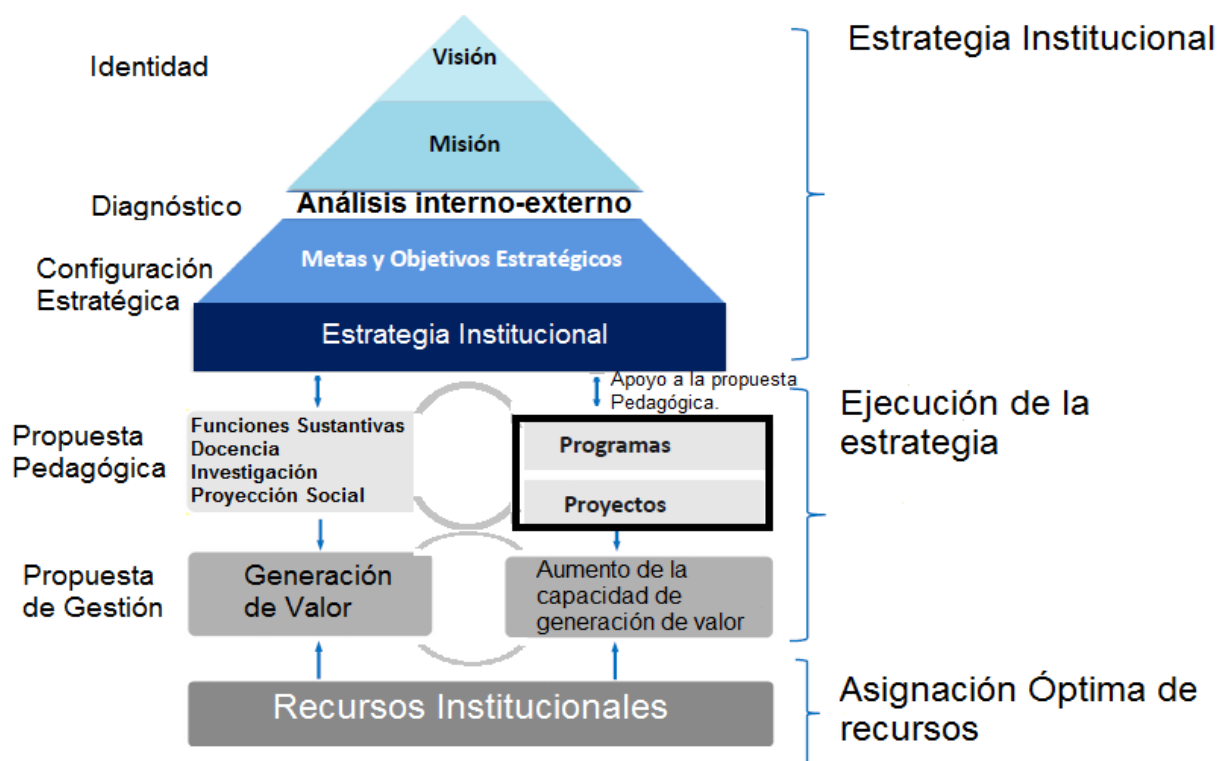 Estrategia Institucional
Identidad
Visión
Misión
Diagnóstico
Análisis interno-externo
Configuración
Estratégica
Metas y Objetivos Estratégicos
Estrategia Institucional
Apoyo a la propuesta
Pedagógica.
Ejecución de la
estrategia
Propuesta
Pedagógica
Funciones Sustantivas
Docencia
Investigación
Proyección Social
Programas
Proyectos
Propuesta
de Gestión
Generación
de Valor
Aumento de la
capacidad de
generación de valor
Recursos Institucionales
Asignación Óptima de
recursos